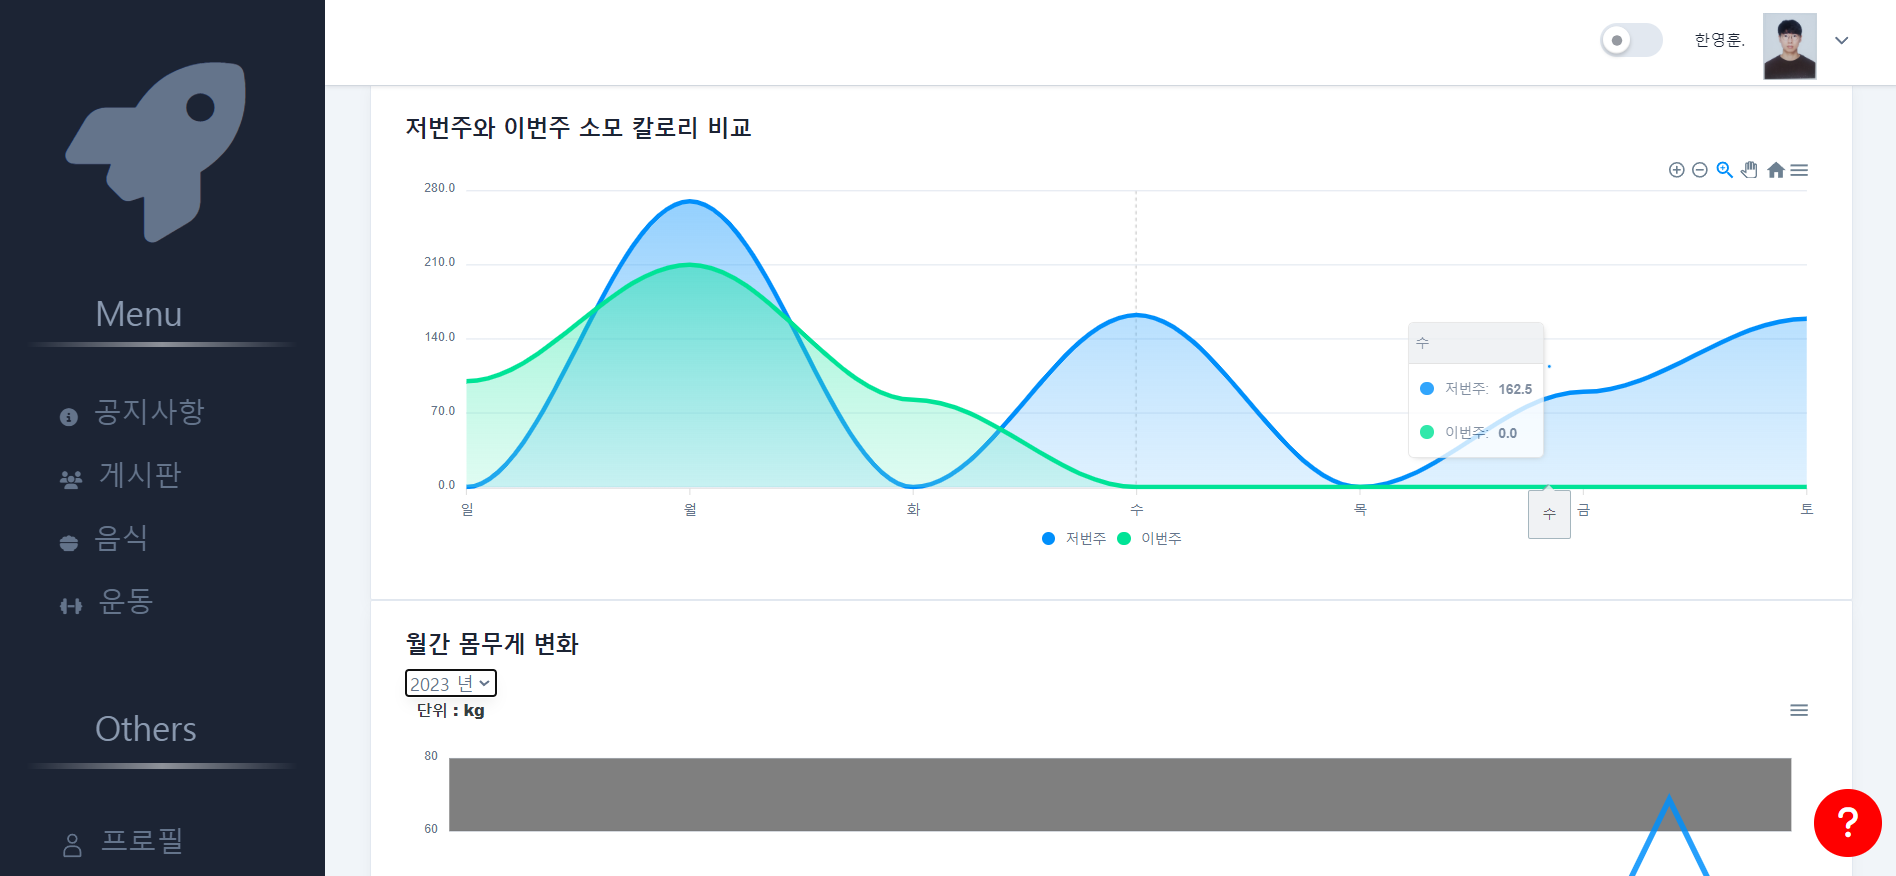 한영훈.
Menu
공지사항
게시판
음식
운동
Others
프로필
저번주와 이번주 소모 칼로리 비교
280.0
210.0
140.0
70.0
0.0
일 월 화 수 목 금 토
수
저번주: 162.5
이번주: 0.0
수
저번주 이번주
월간 몸무게 변화
2023 년
단위 : kg
80
60
?